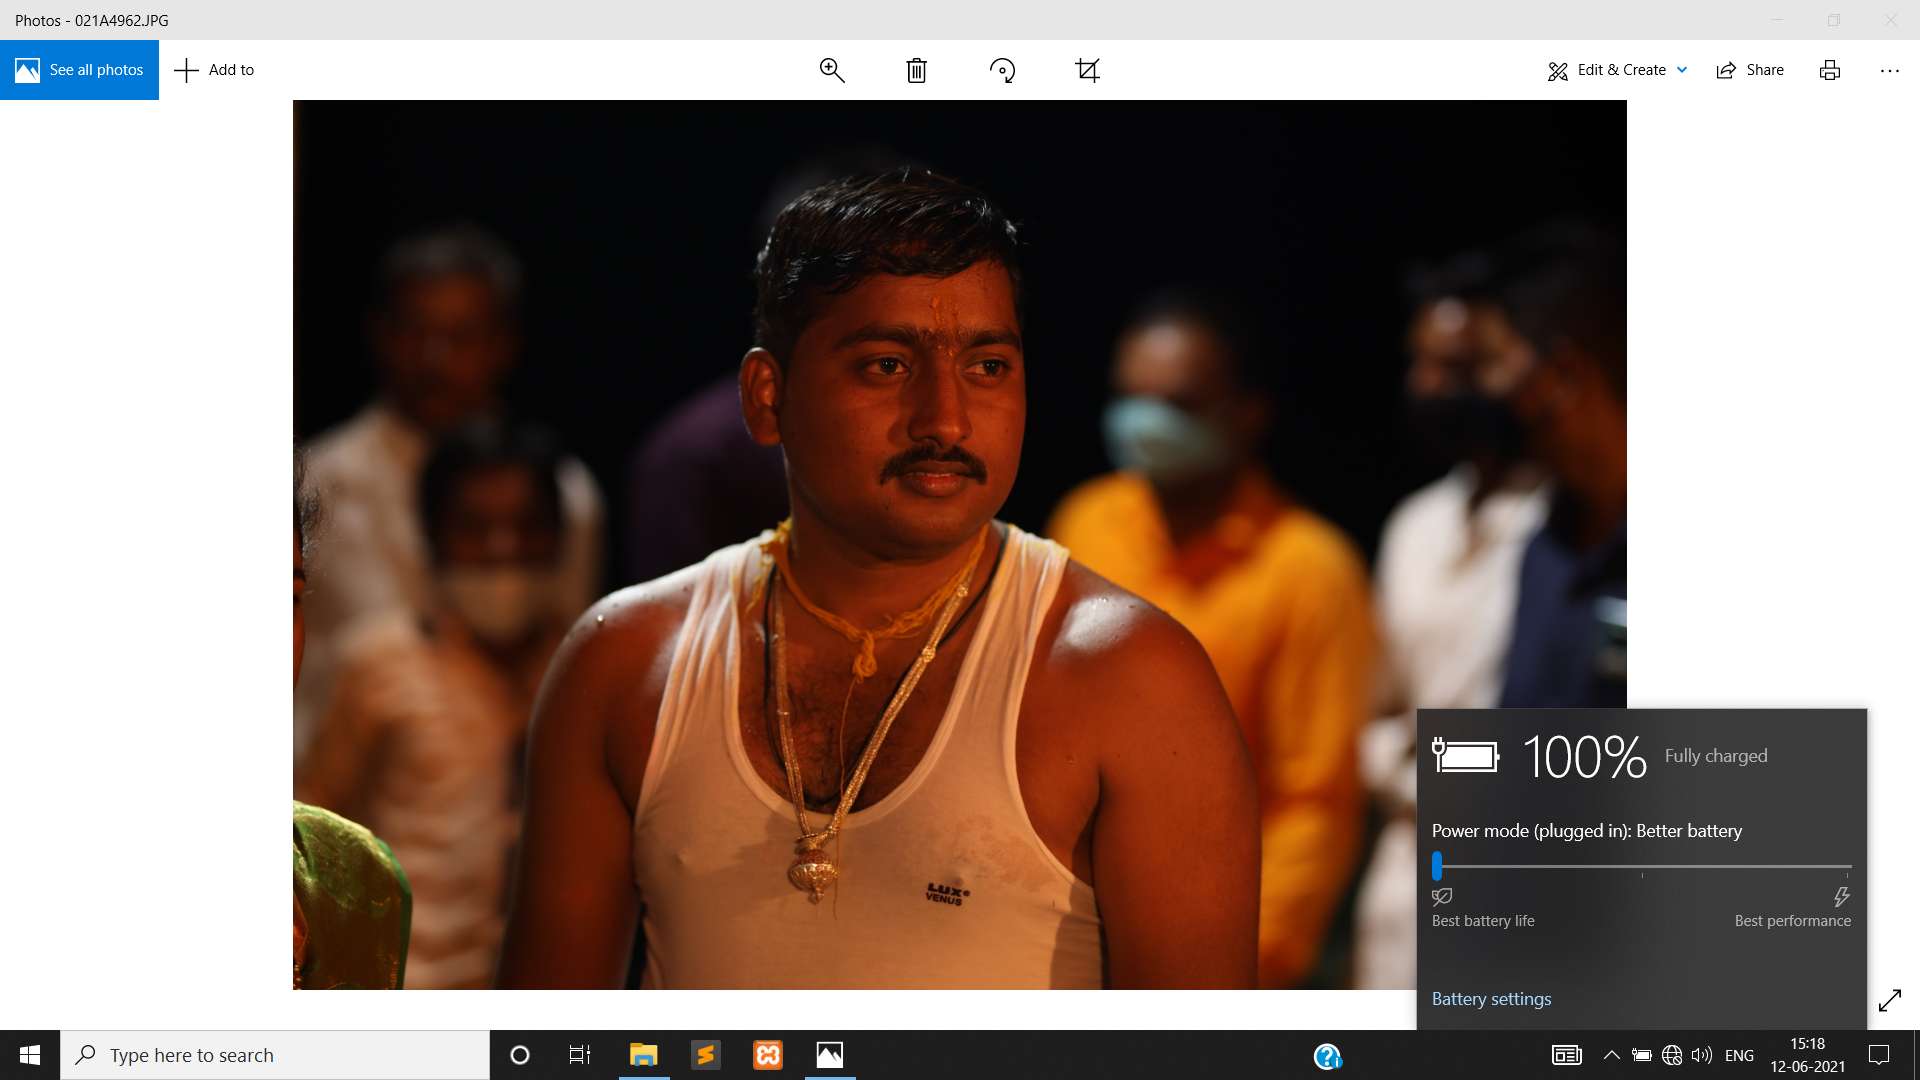 Photos - 021A4962.JPG
See all photos
Add to
Edit & Create
Share
LUX
VENUS
100% Fully charged
Power mode (plugged in): Better battery
Best battery life
Best performance
Battery settings
Type here to search
ENG
15:18
12-06-2021